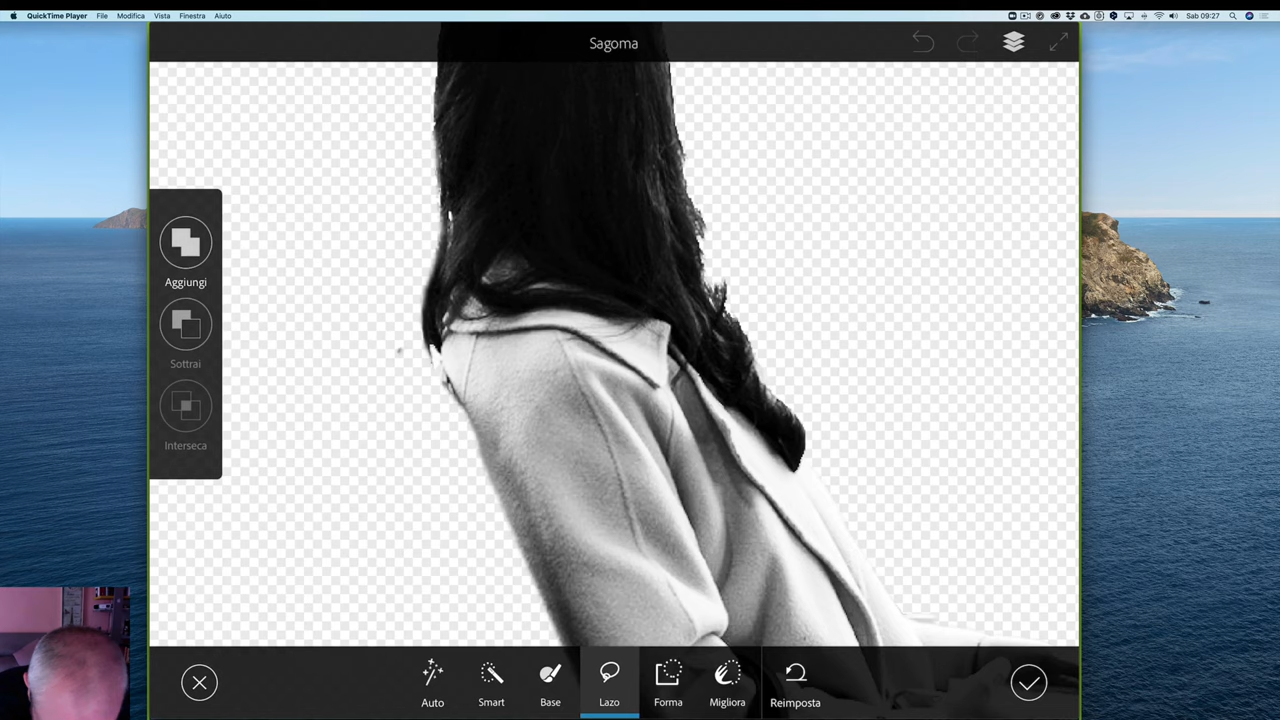 QuickTime Player File Modifica Vista Finestra Aiuto Sab 09:27
Sagoma
Aggiungi
Sottrai
Interseca
Auto Smart Base Lazo Forma Migliora Reimposta